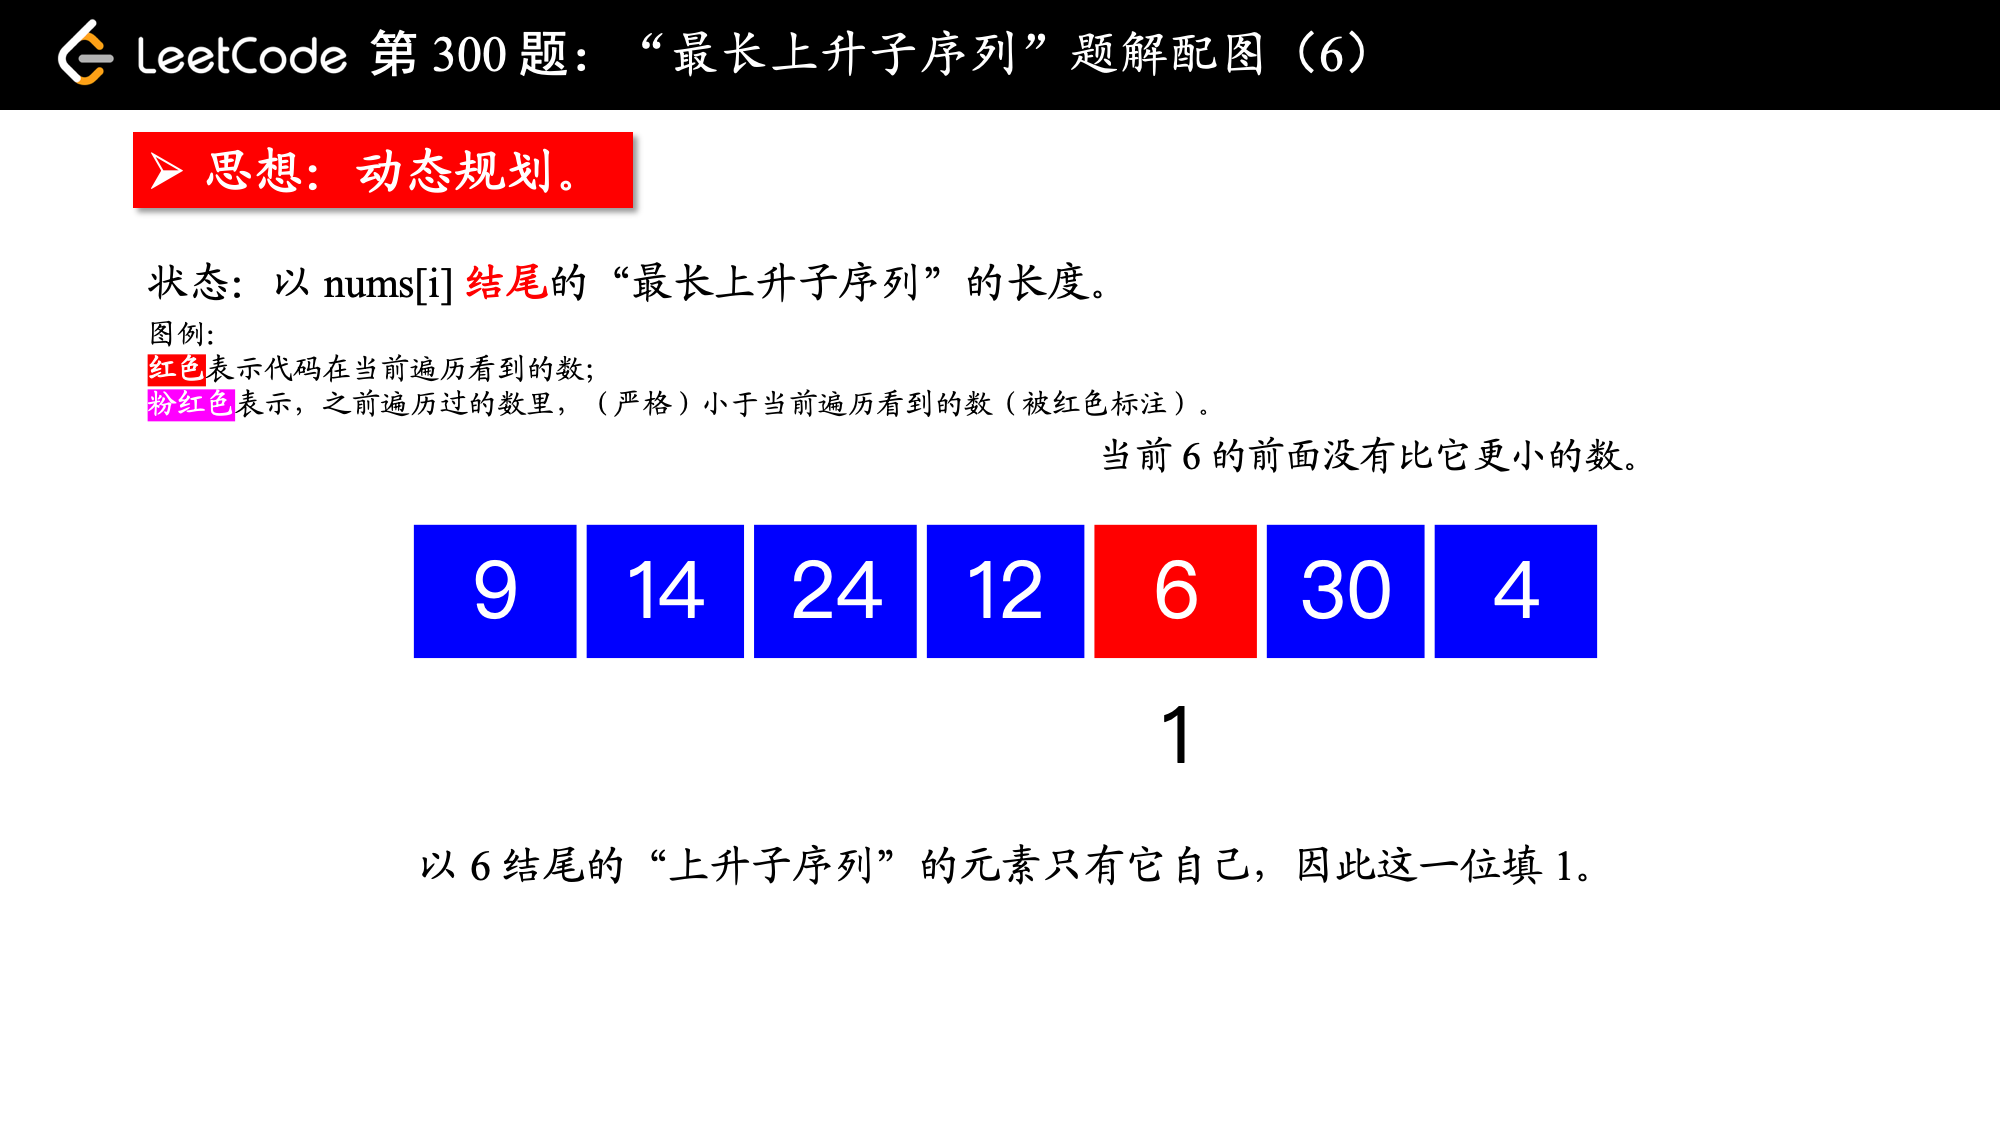 LeetCode 第 300 题：“最长上升子序列”题解配图（6）
➢ 思想：动态规划。
状态：以 nums[i] 结尾的“最长上升子序列”的长度。
图例：
红色表示代码在当前遍历看到的数；
粉红色表示，之前遍历过的数里，（严格）小于当前遍历看到的数（被红色标注）。
当前 6 的前面没有比它更小的数。
9 14 24 12 6 30 4
1
以 6 结尾的“上升子序列”的元素只有它自己，因此这一位填 1。